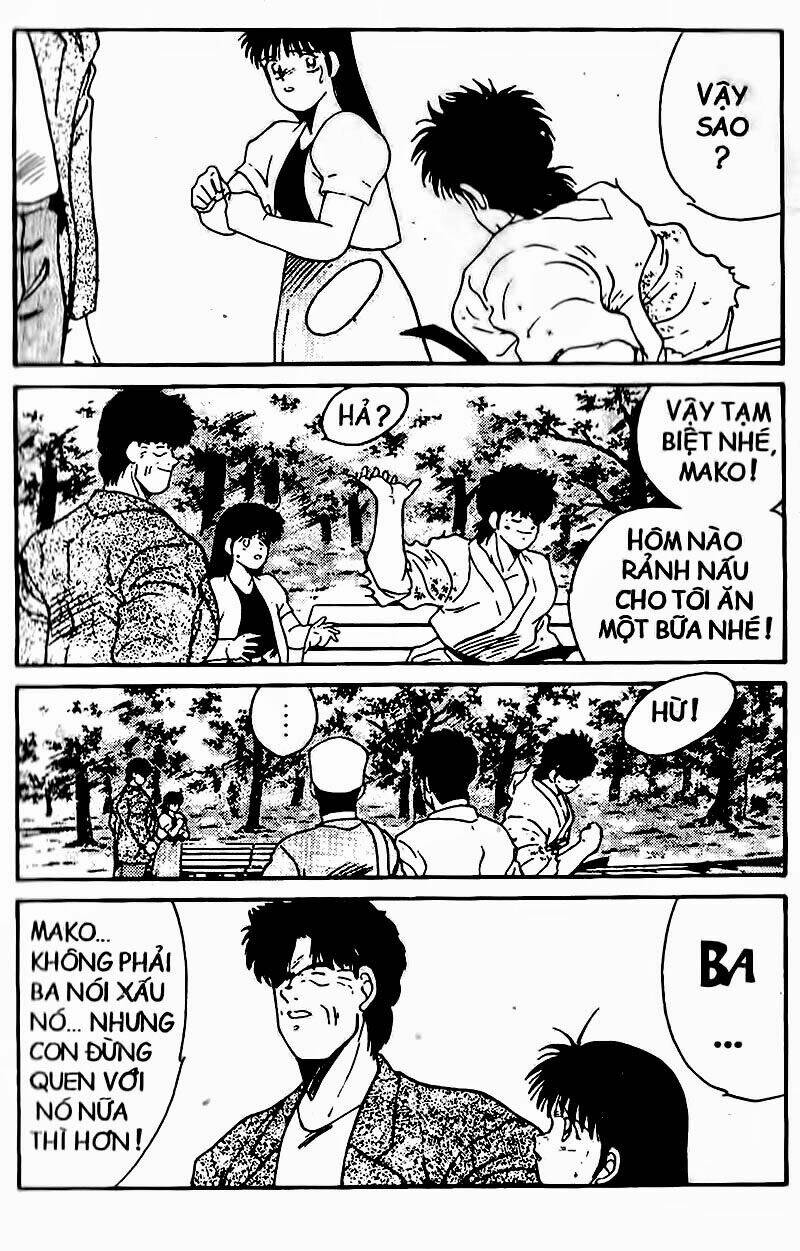 VẬY
SAO
?
HẢ?
VẬY TẠM
BIỆT NHÉ,
MAKO!
HÔM NÀO
RẢNH NẤU
CHO TÔI ĂN
MỘT BỮA NHÉ!
...
HỪ!
BA
...
MAKO...
KHÔNG PHẢI
BA NÓI XẤU
NÓ... NHƯNG
CON ĐỪNG
QUEN VỚI
NÓ NỮA
THÌ HƠN!